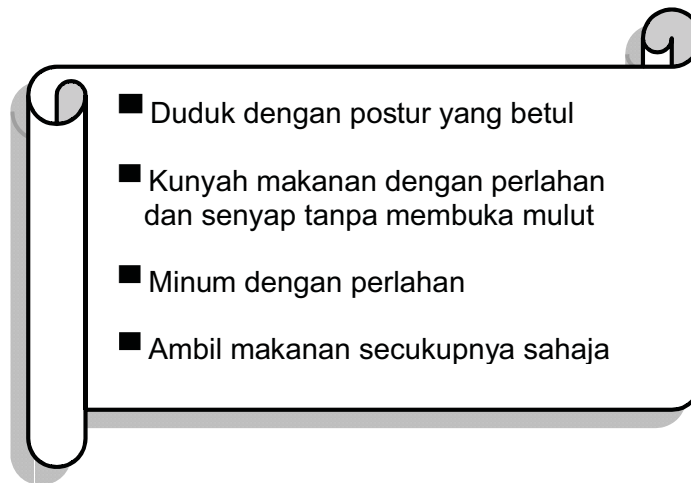 ■ Duduk dengan postur yang betul
■ Kunyah makanan dengan perlahan
dan senyap tanpa membuka mulut
■ Minum dengan perlahan
■ Ambil makanan secukupnya sahaja